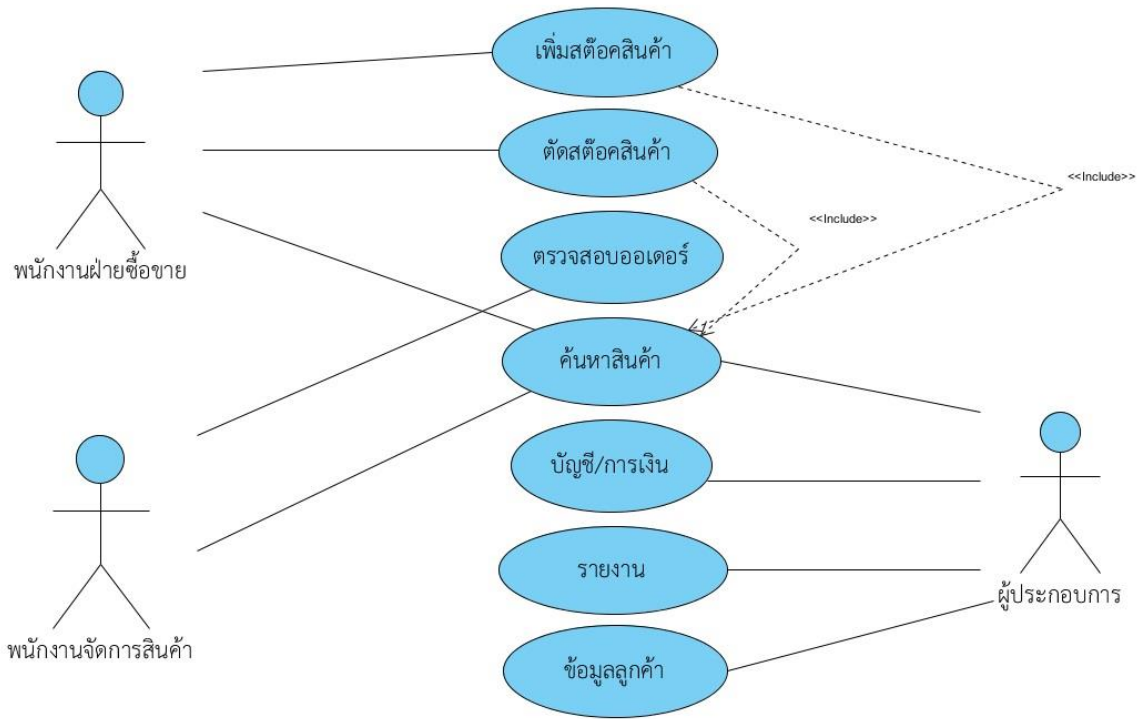 เพิ่มสต๊อคสินค้า
ตัดสต๊อคสินค้า
<<Include>>
<<Include>>
ตรวจสอบออเดอร์
พนักงานฝ่ายซื้อขาย
ค้นหาสินค้า
บัญชี/การเงิน
รายงาน
ผู้ประกอบการ
พนักงานจัดการสินค้า
ข้อมูลลูกค้า